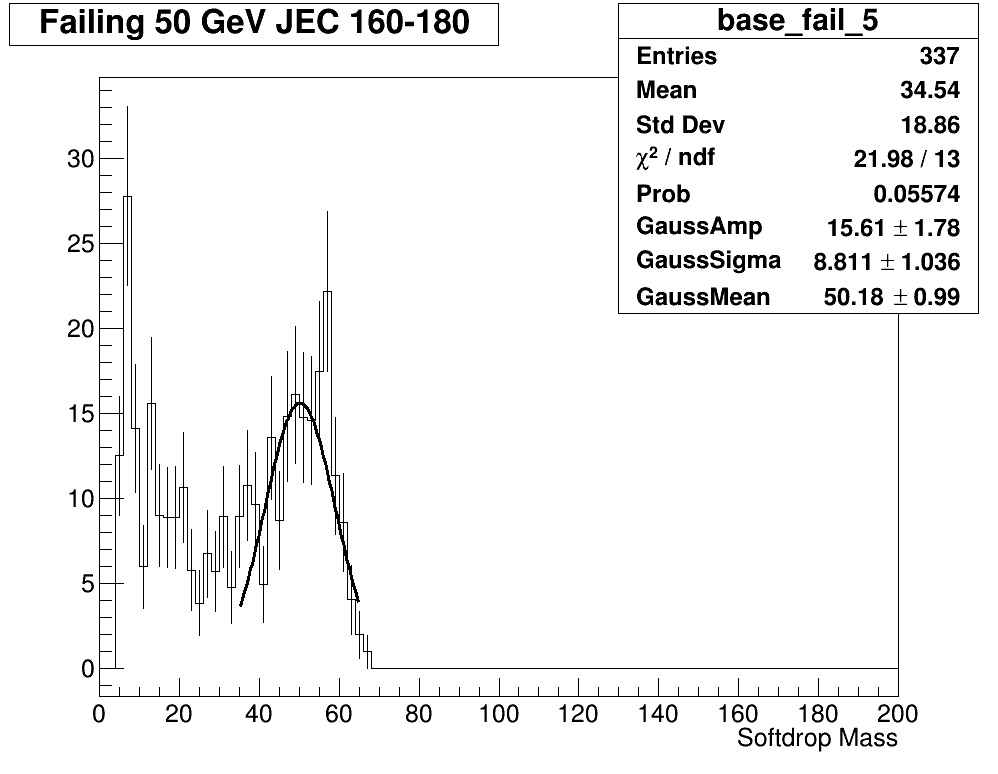 Failing 50 GeV JEC 160-180
base_fail_5
Entries 337
Mean 34.54
Std Dev 18.86
χ² / ndf 21.98 / 13
Prob 0.05574
GaussAmp 15.61 ± 1.78
GaussSigma 8.811 ± 1.036
GaussMean 50.18 ± 0.99
30
25
20
15
10
5
0
0 20 40 60 80 100 120 140 160 180 200
Softdrop Mass